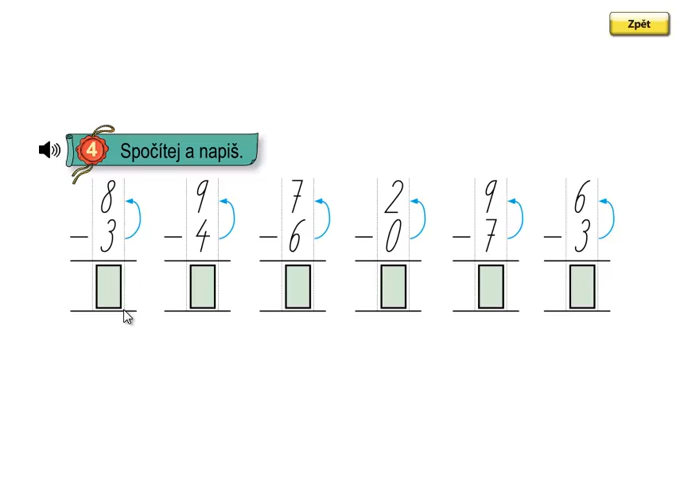 Zpět
4 Spočítej a napiš.
8 9 7 2 9 6
– 3 – 4 – 6 – 0 – 7 – 3